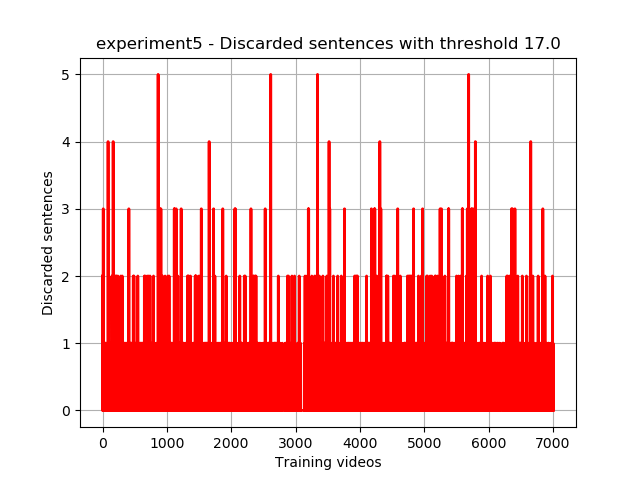 experiment5 - Discarded sentences with threshold 17.0
5
4
3
2
1
0
Discarded sentences
0 1000 2000 3000 4000 5000 6000 7000
Training videos